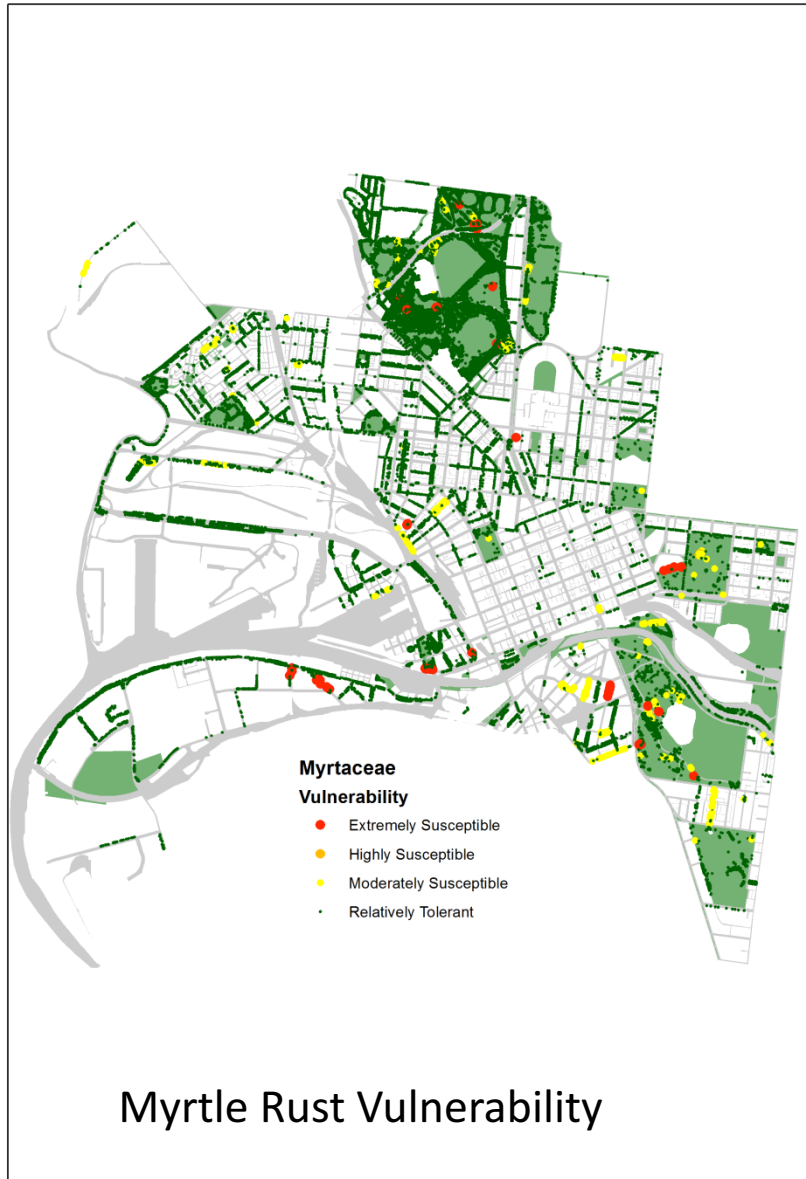 Myrtaceae
Vulnerability
Extremely Susceptible
Highly Susceptible
Moderately Susceptible
Relatively Tolerant
Myrtle Rust Vulnerability